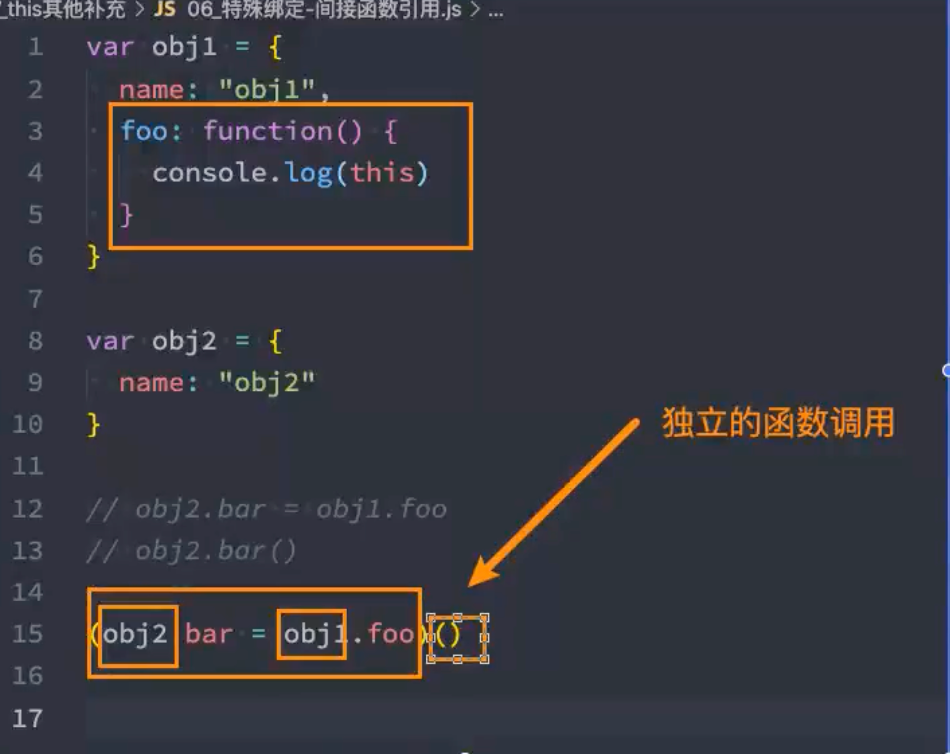 _this其他补充 > JS 06_特殊绑定-间接函数引用.js > ...
1 var obj1 = {
2 name: "obj1",
3 foo: function() {
4 console.log(this)
5 }
6 }
7
8 var obj2 = {
9 name: "obj2"
10 }
独立的函数调用
11
12 // obj2.bar = obj1.foo
13 // obj2.bar()
14
15 (obj2 bar = obj1.foo)()
16
17